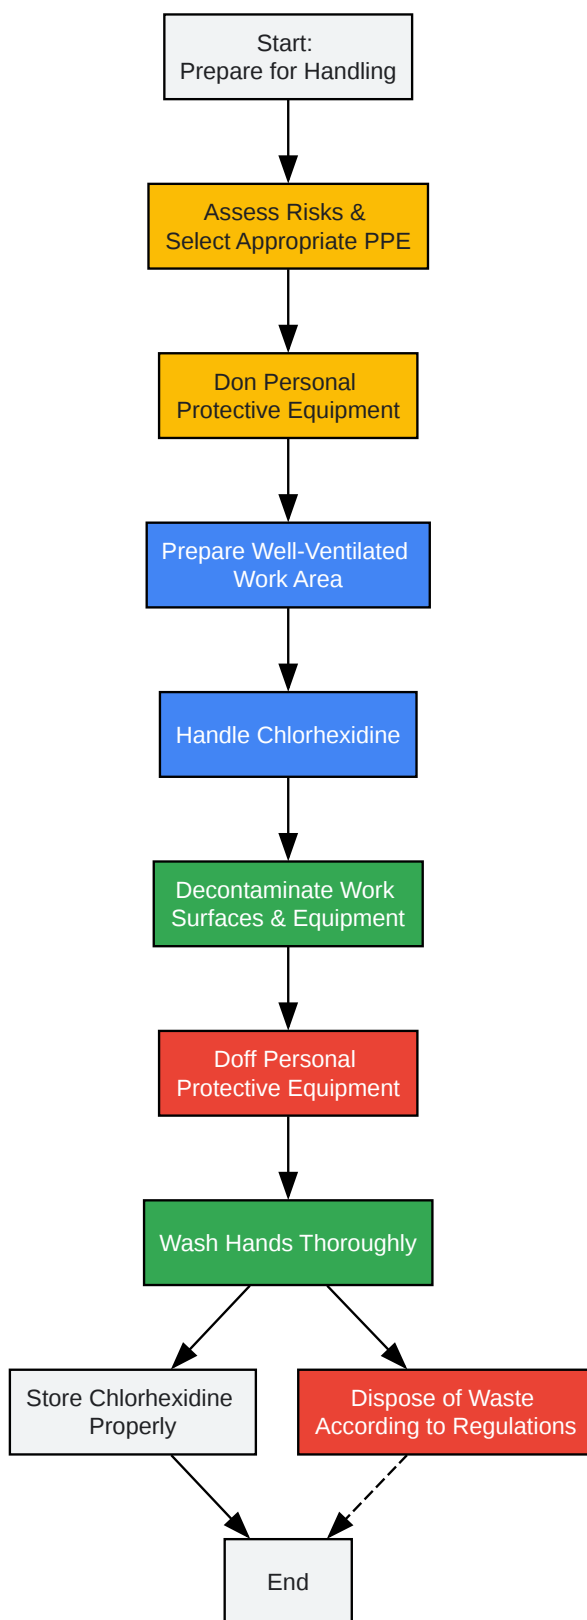 Start:
Prepare for Handling
Assess Risks &
Select Appropriate PPE
Don Personal
Protective Equipment
Prepare Well-Ventilated
Work Area
Handle Chlorhexidine
Decontaminate Work
Surfaces & Equipment
Doff Personal
Protective Equipment
Wash Hands Thoroughly
Store Chlorhexidine
Properly
Dispose of Waste
According to Regulations
End